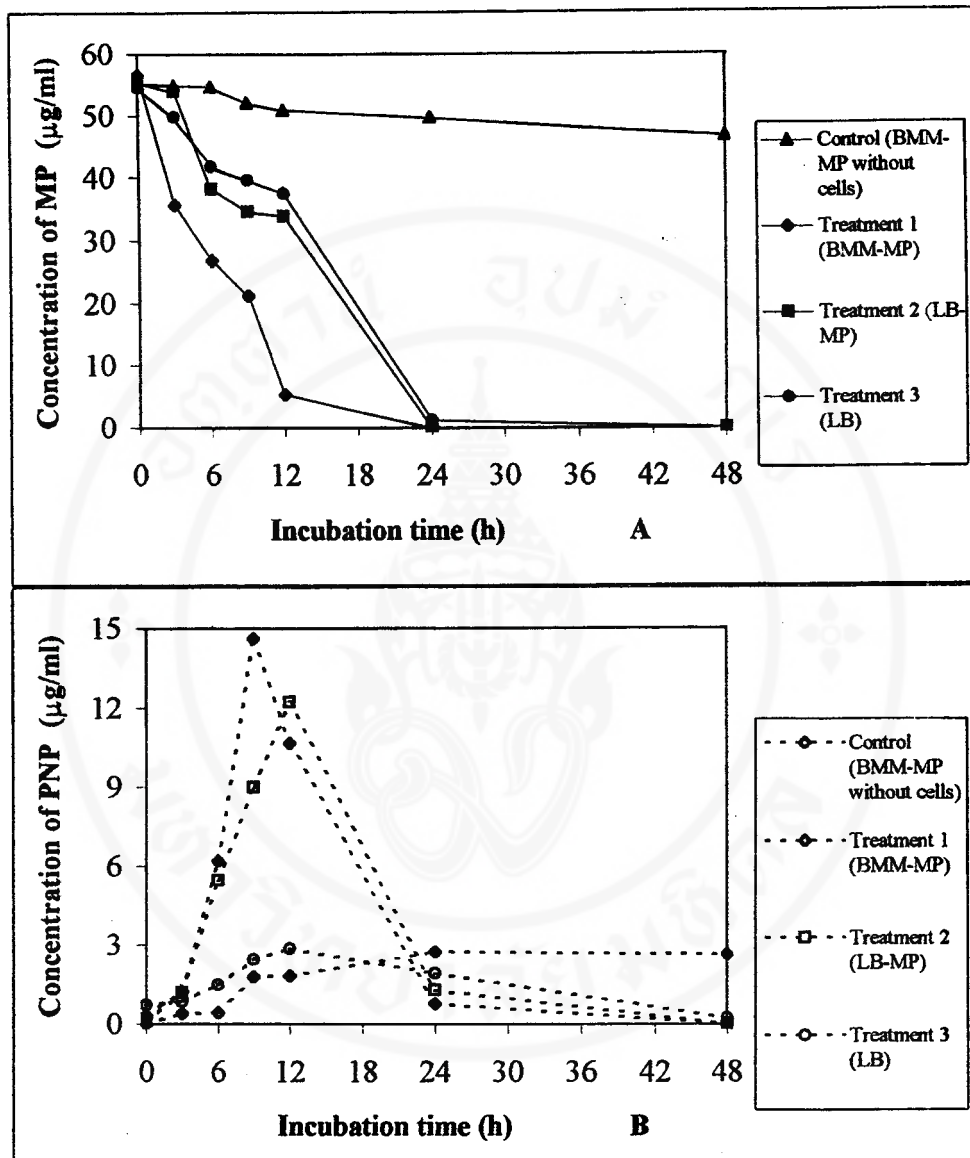 60
50
40
30
20
10
0
Concentration of MP (µg/ml)
0 6 12 18 24 30 36 42 48
Incubation time (h)
A
Control (BMM-
MP without
cells)
Treatment 1
(BMM-MP)
Treatment 2 (LB-
MP)
Treatment 3
(LB)
15
12
9
6
3
0
Concentration of PNP (µg/ml)
0 6 12 18 24 30 36 42 48
Incubation time (h)
B
Control
(BMM-MP
without cells)
Treatment 1
(BMM-MP)
Treatment 2
(LB-MP)
Treatment 3
(LB)